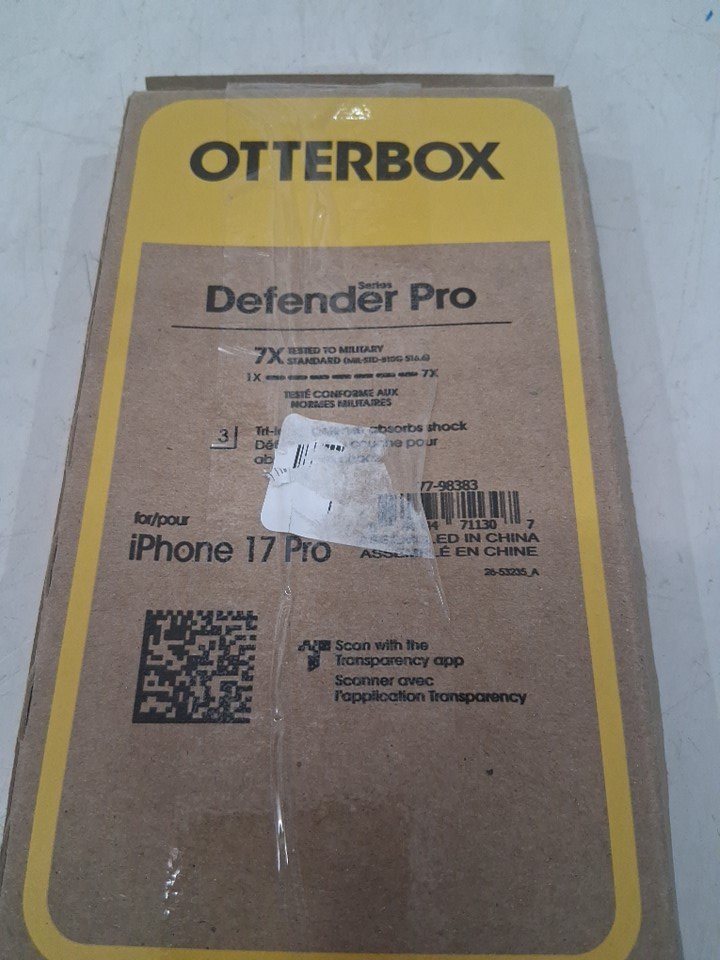 OTTERBOX
Defender Series Pro
7X TESTED TO MILITARY
STANDARD (MIL-STD-810G 516.6)
1X 7X
TESTÉ CONFORME AUX
NORMES MILITAIRES
3
absorbs shock
pour
77-98383
71130 7
for/pour
iPhone 17 Pro
IN CHINA
EN CHINE
26-53235_A
Scan with the
Transparency app
Scanner avec
l'application Transparency